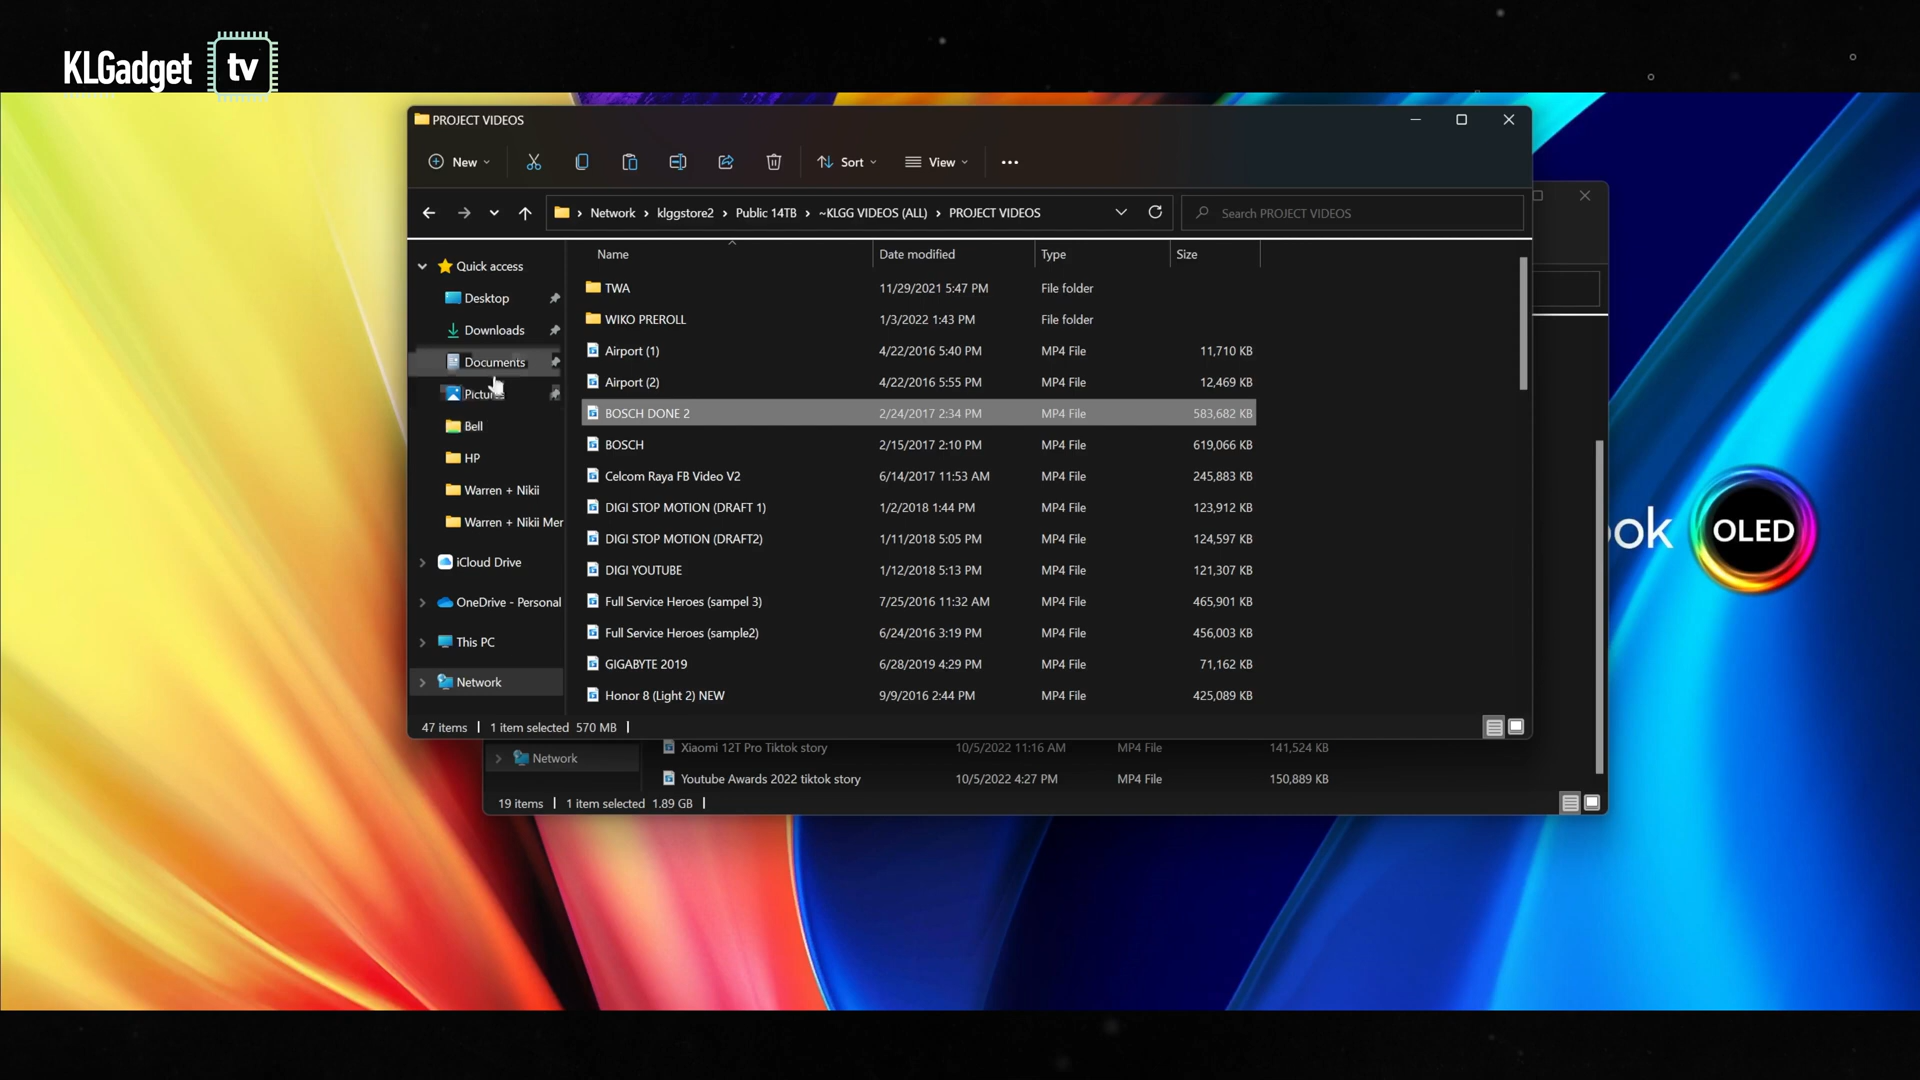 KLGadget tv
PROJECT VIDEOS
New Sort View
Network klggstore2 Public 14TB ~KLGG VIDEOS (ALL) PROJECT VIDEOS
Search PROJECT VIDEOS
Quick access
Desktop
Downloads
Documents
Bell
HP
Warren + Nikii
Warren + Nikii Mer
iCloud Drive
OneDrive - Personal
This PC
Network
Name Date modified Type Size
TWA 11/29/2021 5:47 PM File folder
WIKO PREROLL 1/3/2022 1:43 PM File folder
Airport (1) 4/22/2016 5:40 PM MP4 File 11,710 KB
Airport (2) 4/22/2016 5:55 PM MP4 File 12,469 KB
BOSCH DONE 2 2/24/2017 2:34 PM MP4 File 583,682 KB
BOSCH 2/15/2017 2:10 PM MP4 File 619,066 KB
Celcom Raya FB Video V2 6/14/2017 11:53 AM MP4 File 245,883 KB
DIGI STOP MOTION (DRAFT 1) 1/2/2018 1:44 PM MP4 File 123,912 KB
DIGI STOP MOTION (DRAFT2) 1/11/2018 5:05 PM MP4 File 124,597 KB
DIGI YOUTUBE 1/12/2018 5:13 PM MP4 File 121,307 KB
Full Service Heroes (sampel 3) 7/25/2016 11:32 AM MP4 File 465,901 KB
Full Service Heroes (sample2) 6/24/2016 3:19 PM MP4 File 456,003 KB
GIGABYTE 2019 6/28/2019 4:29 PM MP4 File 71,162 KB
Honor 8 (Light 2) NEW 9/9/2016 2:44 PM MP4 File 425,089 KB
47 items 1 item selected 570 MB
Network
Xiaomi 12T Pro Tiktok story 10/5/2022 11:16 AM MP4 File 141,524 KB
Youtube Awards 2022 tiktok story 10/5/2022 4:27 PM MP4 File 150,889 KB
19 items 1 item selected 1.89 GB
ook OLED